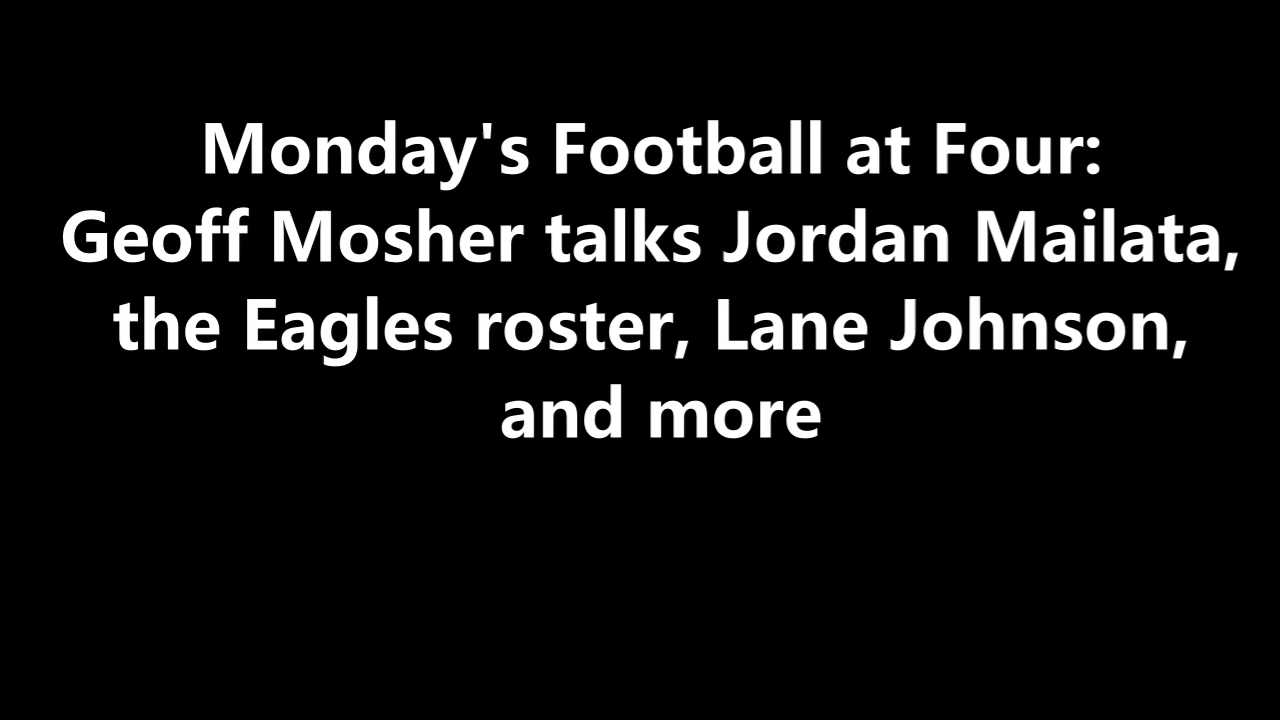 Monday's Football at Four:
Geoff Mosher talks Jordan Mailata,
the Eagles roster, Lane Johnson,
and more